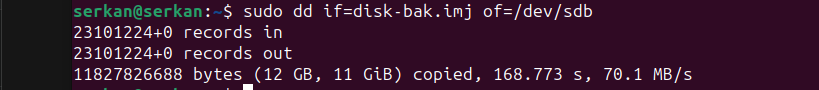 serkan@serkan:~$ sudo dd if=disk-bak.imj of=/dev/sdb
23101224+0 records in
23101224+0 records out
11827826688 bytes (12 GB, 11 GiB) copied, 168.773 s, 70.1 MB/s